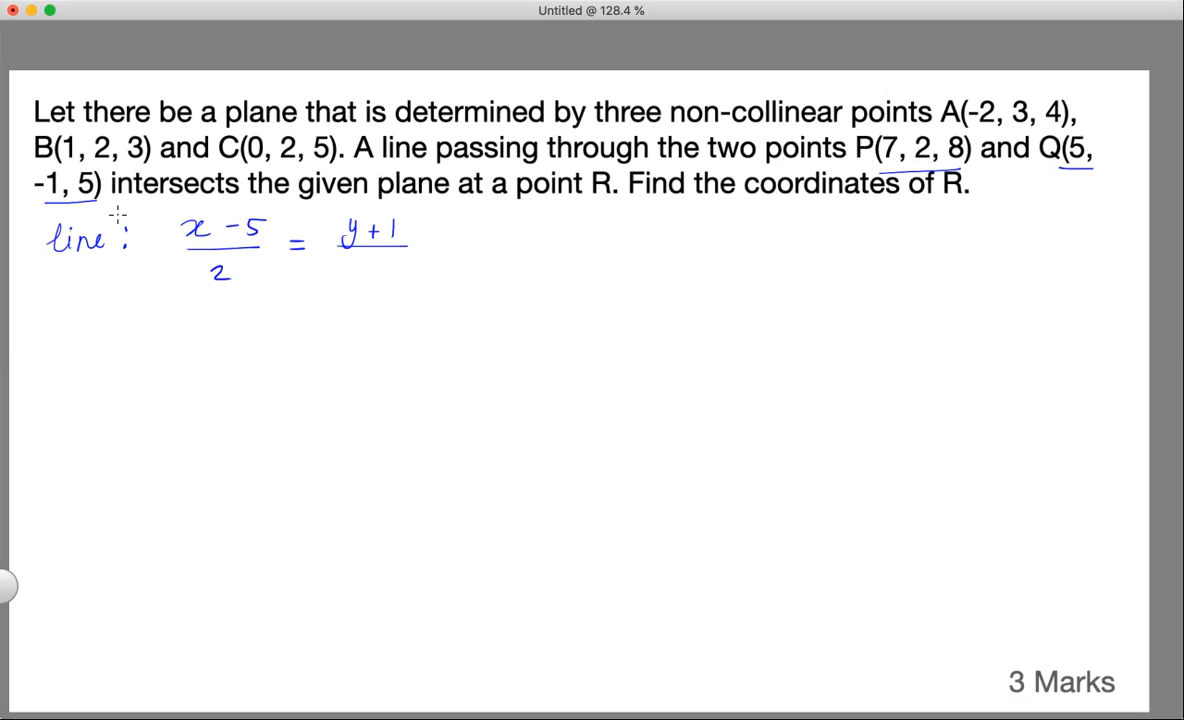 Untitled @ 128.4 %
Let there be a plane that is determined by three non-collinear points A(-2, 3, 4),
B(1, 2, 3) and C(0, 2, 5). A line passing through the two points P(7, 2, 8) and Q(5,
-1, 5) intersects the given plane at a point R. Find the coordinates of R.
line : x - 5 = y + 1
2
3 Marks